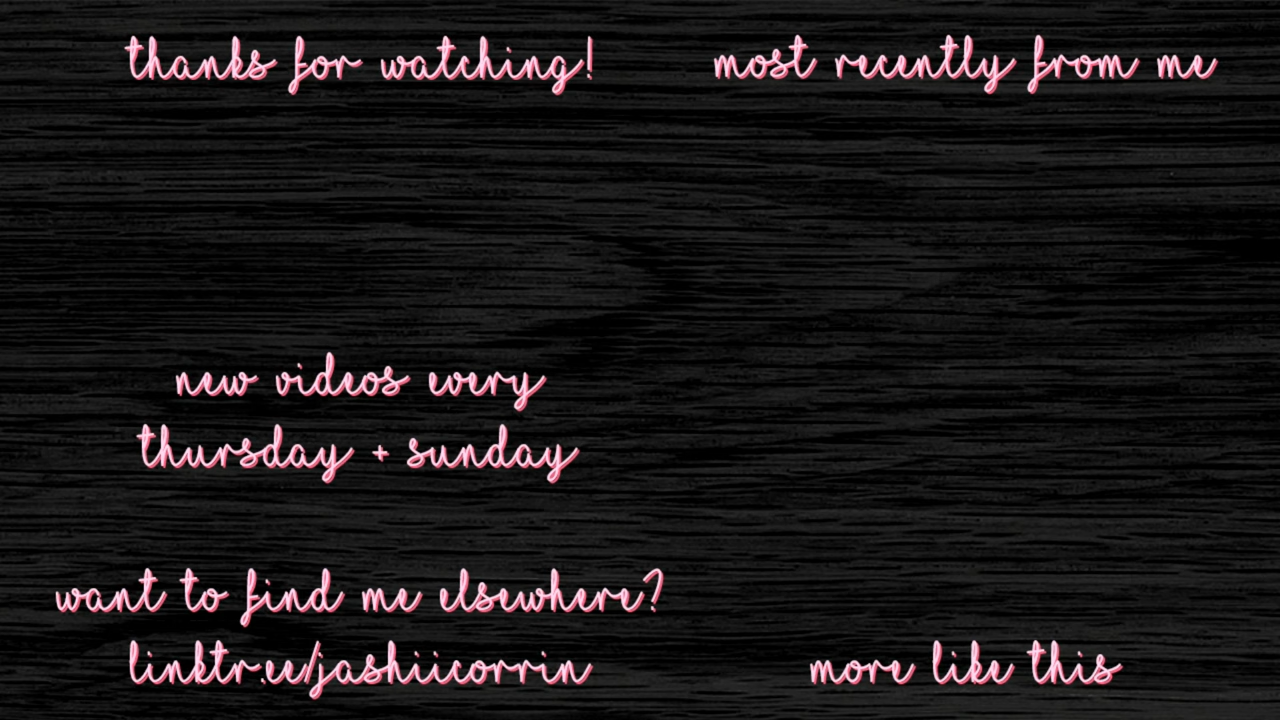 thanks for watching!
most recently from me
new videos every
thursday + sunday
want to find me elsewhere?
linktr.ee/jashiicorrin
more like this